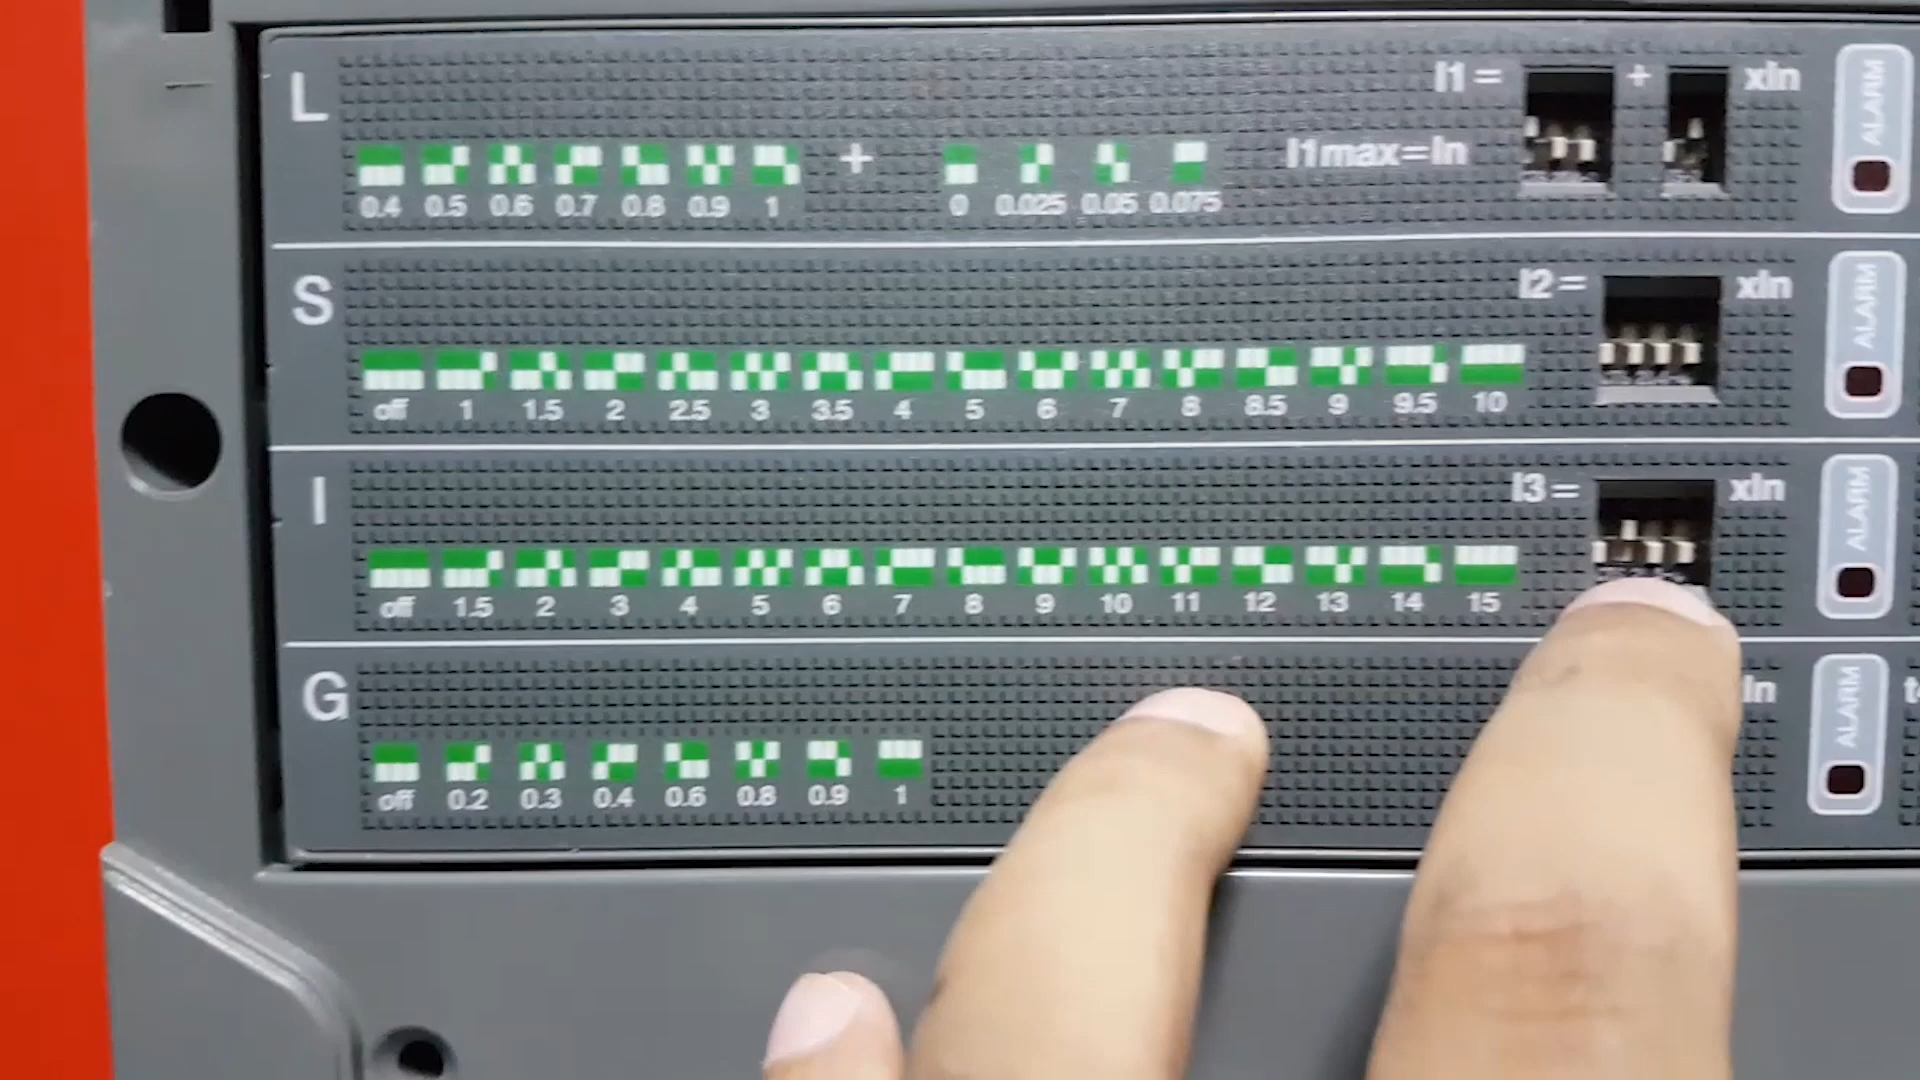 L
I1 = + xIn
I1max=In
0.4 0.5 0.6 0.7 0.8 0.9 1 + 0 0.025 0.05 0.075
ALARM
S
I2 = xIn
off 1 1.5 2 2.5 3 3.5 4 5 6 7 8 8.5 9 9.5 10
ALARM
I
I3 = xIn
off 1.5 2 3 4 5 6 7 8 9 10 11 12 13 14 15
ALARM
G
In
off 0.2 0.3 0.4 0.6 0.8 0.9 1
ALARM